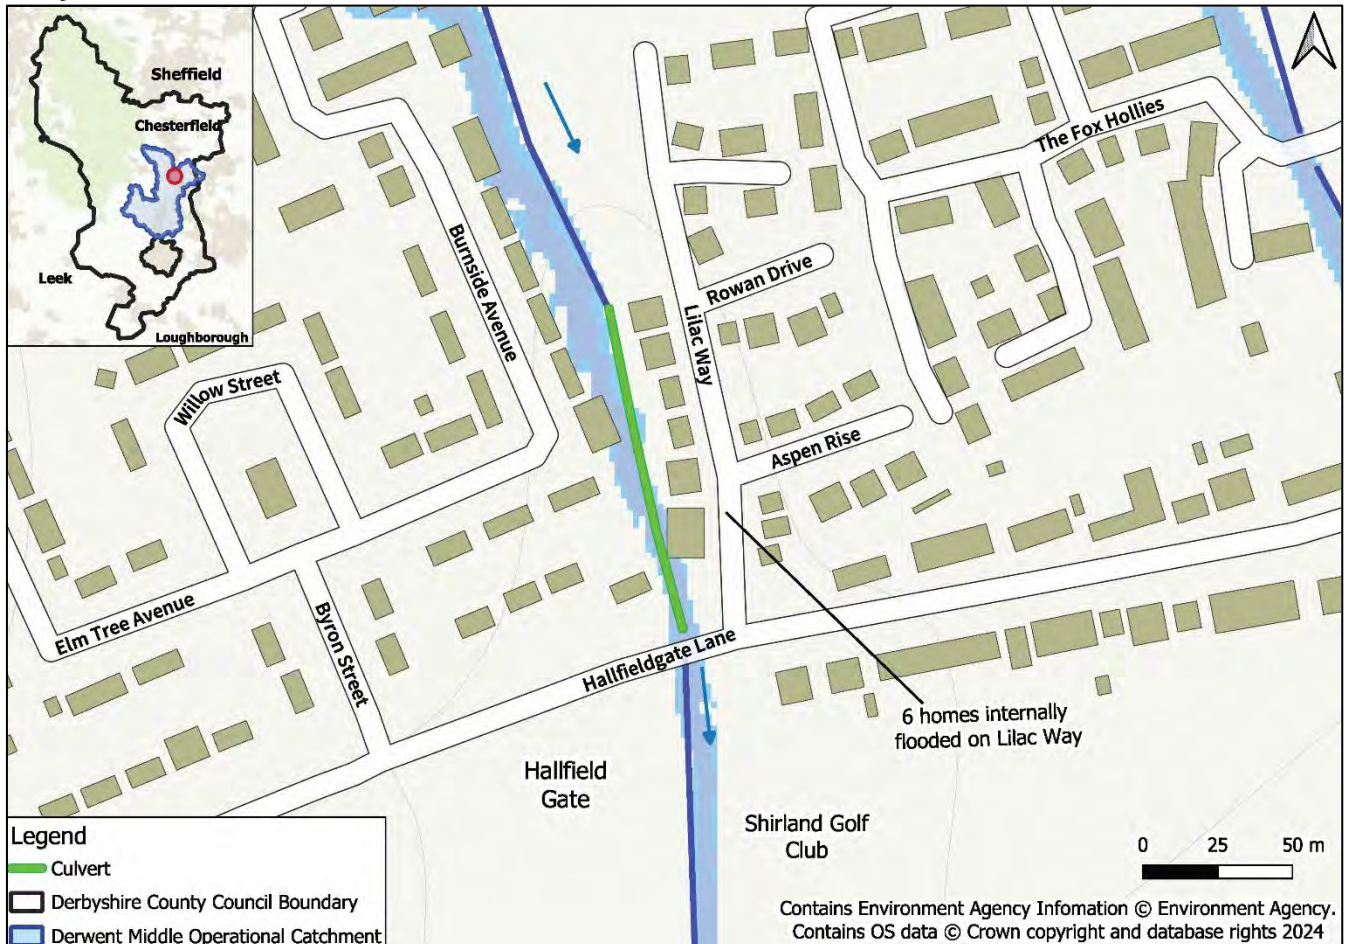 Sheffield
Chesterfield
Leek
Loughborough
The Fox Hollies
Burnside Avenue
Rowan Drive
Lilac Way
Willow Street
Aspen Rise
Elm Tree Avenue
Byron Street
Hallfieldgate Lane
6 homes internally
flooded on Lilac Way
Hallfield
Gate
Shirland Golf
Club
0 25 50 m
Legend
Culvert
Derbyshire County Council Boundary
Derwent Middle Operational Catchment
Contains Environment Agency Infomation © Environment Agency.
Contains OS data © Crown copyright and database rights 2024